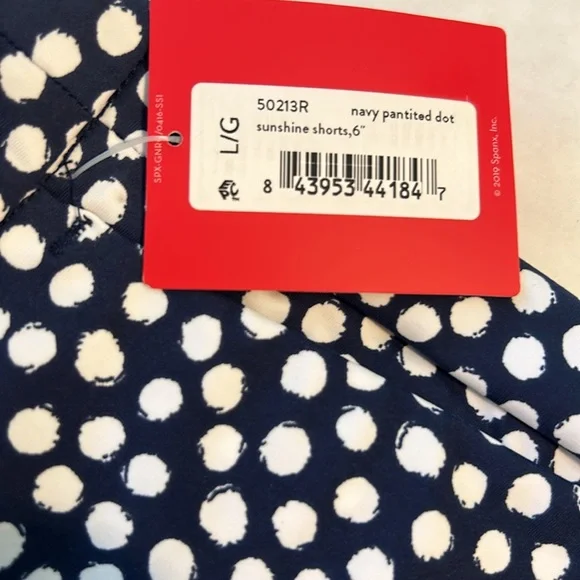 50213R navy pantited dot
sunshine shorts,6"
L/G
8 43953 44184 7
© 2019 Spanx, Inc.